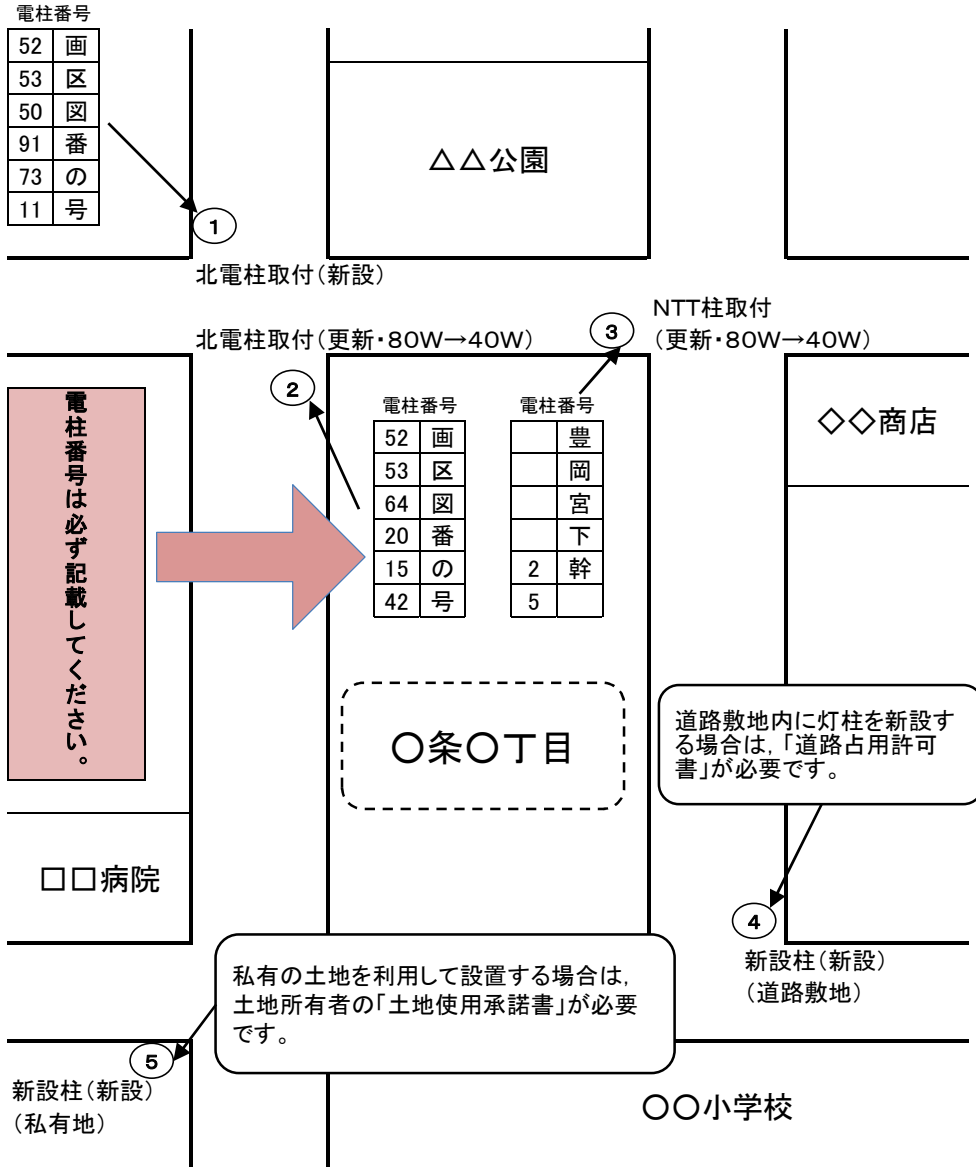 電柱番号
52 画
53 区
50 図
91 番
73 の
11 号
△△公園
1
北電柱取付(新設)
北電柱取付(更新・80W→40W)
3
NTT柱取付
(更新・80W→40W)
2
電柱番号は必ず記載してください。
電柱番号
52 画
53 区
64 図
20 番
15 の
42 号
電柱番号
豊
岡
宮
下
2 幹
5
◇◇商店
〇条〇丁目
道路敷地内に灯柱を新設す
る場合は,「道路占用許可
書」が必要です。
□□病院
4
新設柱(新設)
(道路敷地)
私有の土地を利用して設置する場合は,
土地所有者の「土地使用承諾書」が必要
です。
5
新設柱(新設)
(私有地)
〇〇小学校